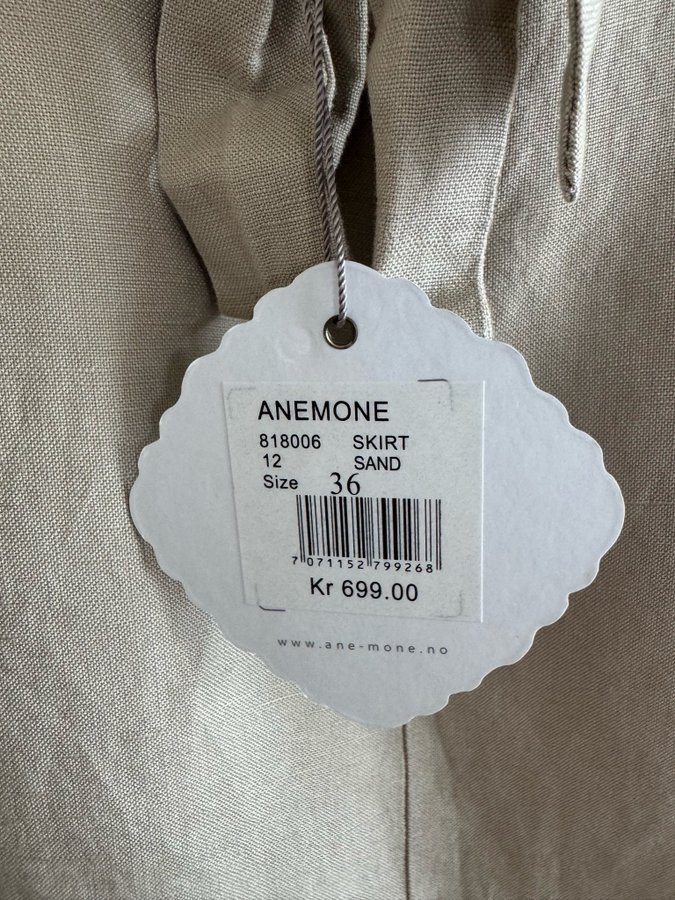 ANEMONE
818006 SKIRT
12 SAND
Size 36
7 071152 799268
Kr 699.00
www.ane-mone.no